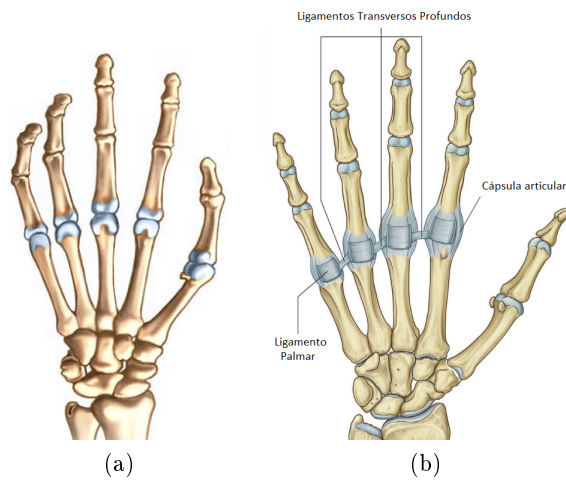 Ligamentos Transversos Profundos
Cápsula articular
Ligamento
Palmar
(a)
(b)